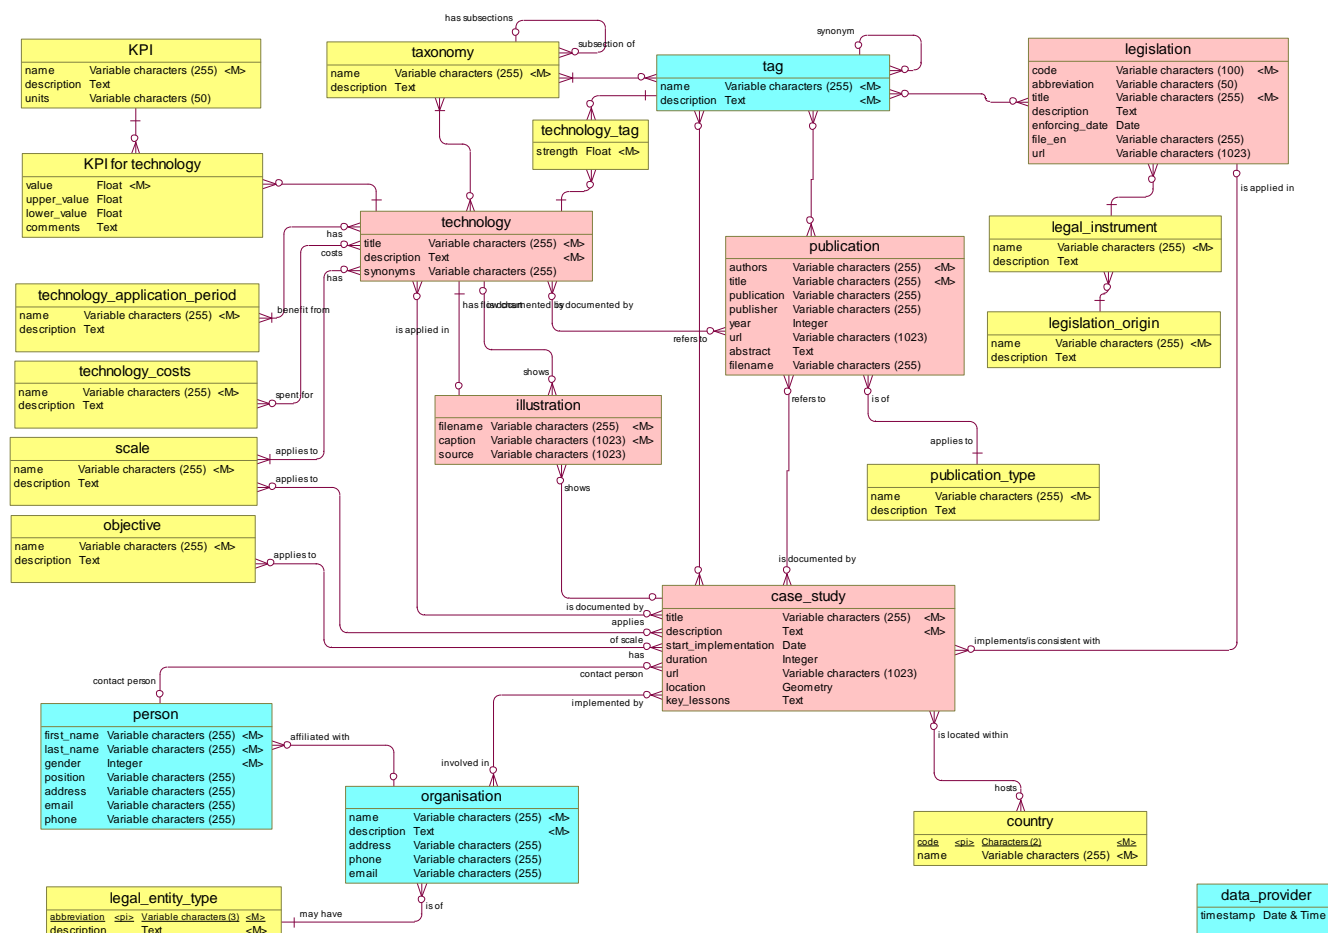 has subsections
subsection of
synonym
KPI
name Variable characters (255) <M>
description Text
units Variable characters (50)
taxonomy
name Variable characters (255) <M>
description Text
tag
name Variable characters (255) <M>
description Text <M>
legislation
code Variable characters (100) <M>
abbreviation Variable characters (50)
title Variable characters (255) <M>
description Text
enforcing_date Date
file_en Variable characters (255)
url Variable characters (1023)
technology_tag
strength Float <M>
KPI for technology
value Float <M>
upper_value Float
lower_value Float
comments Text
is applied in
technology
title Variable characters (255) <M>
description Text <M>
synonyms Variable characters (255)
has
costs
has
legal_instrument
name Variable characters (255) <M>
description Text
publication
authors Variable characters (255) <M>
title Variable characters (255) <M>
publication Variable characters (255)
publisher Variable characters (255)
year Integer
url Variable characters (1023)
abstract Text
filename Variable characters (255)
technology_application_period
name Variable characters (255) <M>
description Text
benefit from
is documented by
is applied in
refers to
legislation_origin
name Variable characters (255) <M>
description Text
technology_costs
name Variable characters (255) <M>
description Text
spent for
shows
illustration
filename Variable characters (255) <M>
caption Variable characters (1023) <M>
source Variable characters (1023)
refers to
is of
applies to
scale
name Variable characters (255) <M>
description Text
applies to
applies to
shows
publication_type
name Variable characters (255) <M>
description Text
objective
name Variable characters (255) <M>
description Text
applies to
is documented by
case_study
title Variable characters (255) <M>
description Text <M>
start_implementation Date
duration Integer
url Variable characters (1023)
location Geometry
key_lessons Text
is documented by
applies
of scale
has
contact person
implemented by
implements/is consistent with
contact person
person
first_name Variable characters (255) <M>
last_name Variable characters (255) <M>
gender Integer <M>
position Variable characters (255)
address Variable characters (255)
email Variable characters (255)
phone Variable characters (255)
affiliated with
involved in
is located within
hosts
organisation
name Variable characters (255) <M>
description Text <M>
address Variable characters (255)
phone Variable characters (255)
email Variable characters (255)
country
code <pi> Characters (2) <M>
name Variable characters (255) <M>
legal_entity_type
abbreviation <pi> Variable characters (3) <M>
description Text <M>
may have
is of
data_provider
timestamp Date & Time